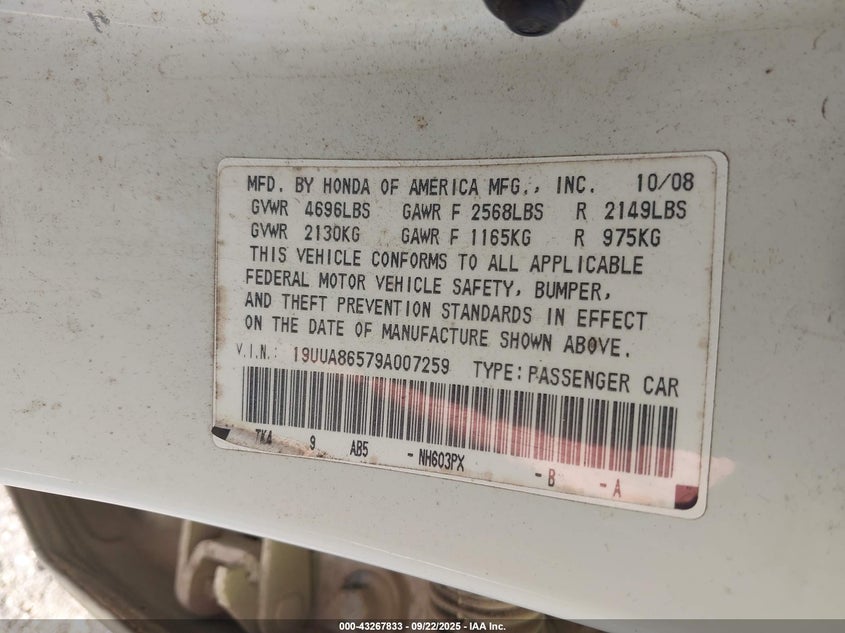 MFD. BY HONDA OF AMERICA MFG., INC. 10/08
GVWR 4696LBS GAWR F 2568LBS R 2149LBS
GVWR 2130KG GAWR F 1165KG R 975KG
THIS VEHICLE CONFORMS TO ALL APPLICABLE
FEDERAL MOTOR VEHICLE SAFETY, BUMPER,
AND THEFT PREVENTION STANDARDS IN EFFECT
ON THE DATE OF MANUFACTURE SHOWN ABOVE.
V.I.N.: 19UUA86579A007259 TYPE:PASSENGER CAR
TK4 9 AB5 -NH603PX -B -A
000-43267833 - 09/22/2025 - IAA Inc.